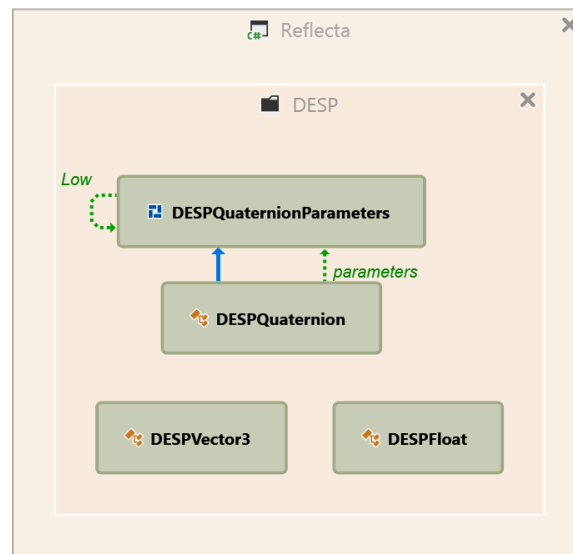 C# Reflecta
DESP
Low
DESPQuaternionParameters
parameters
DESPQuaternion
DESPVector3
DESPFloat